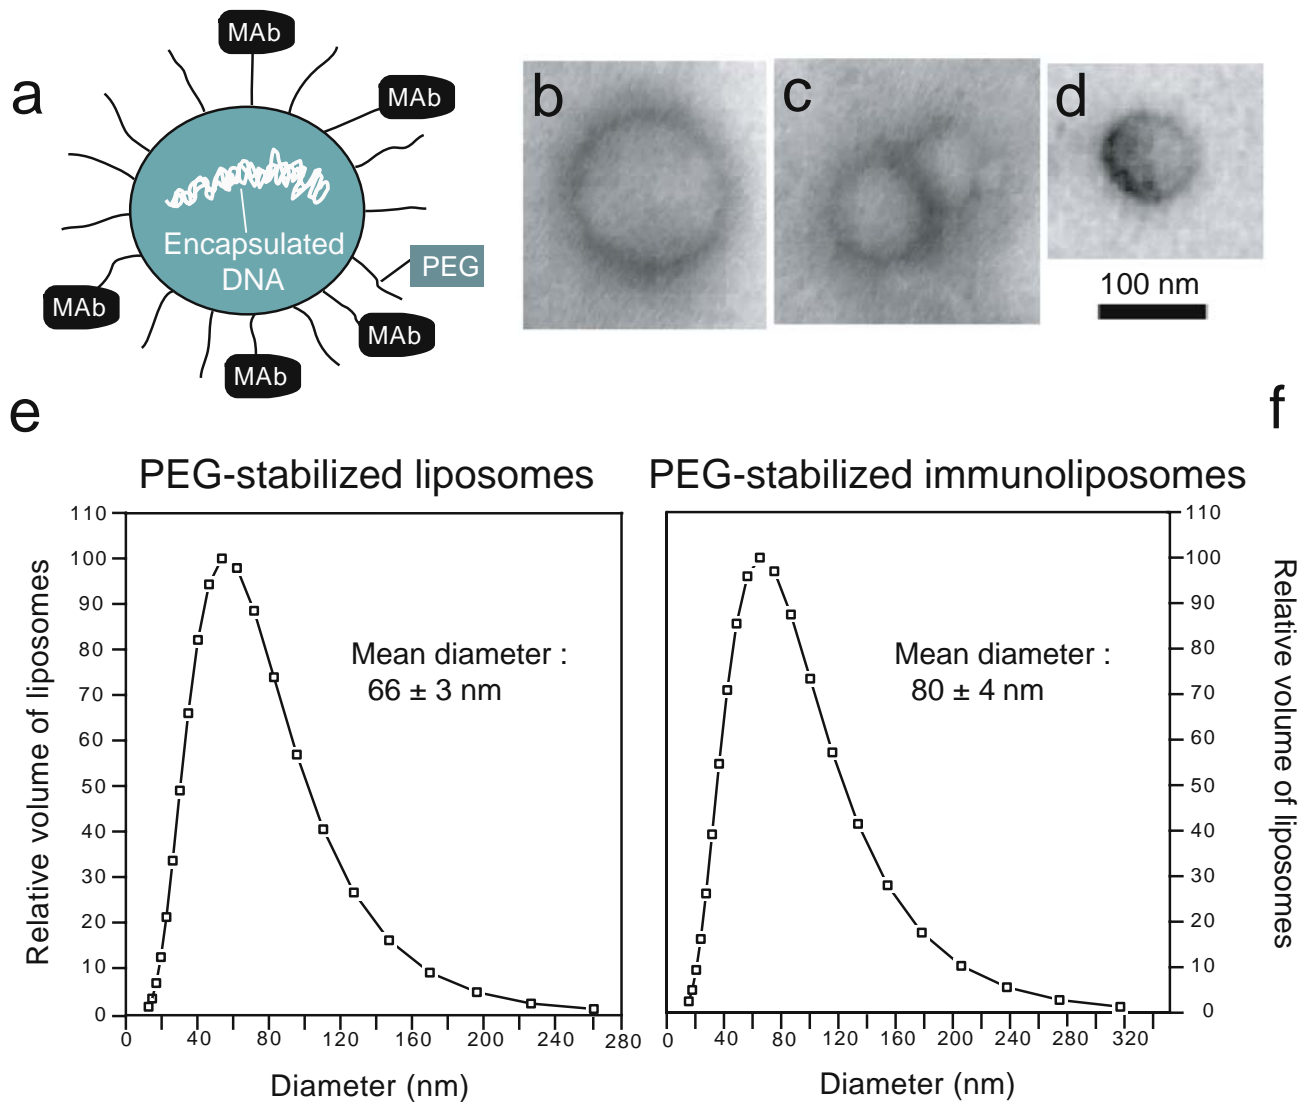 a
MAb
MAb
Encapsulated
DNA
PEG
MAb
MAb
MAb
b
c
d
100 nm
e
PEG-stabilized liposomes
Relative volume of liposomes
110
100
90
80
70
60
50
40
30
20
10
0
Mean diameter :
66 ± 3 nm
0 40 80 120 160 200 240 280
Diameter (nm)
f
PEG-stabilized immunoliposomes
Mean diameter :
80 ± 4 nm
110
100
90
80
70
60
50
40
30
20
10
0
Relative volume of liposomes
0 40 80 120 160 200 240 280 320
Diameter (nm)